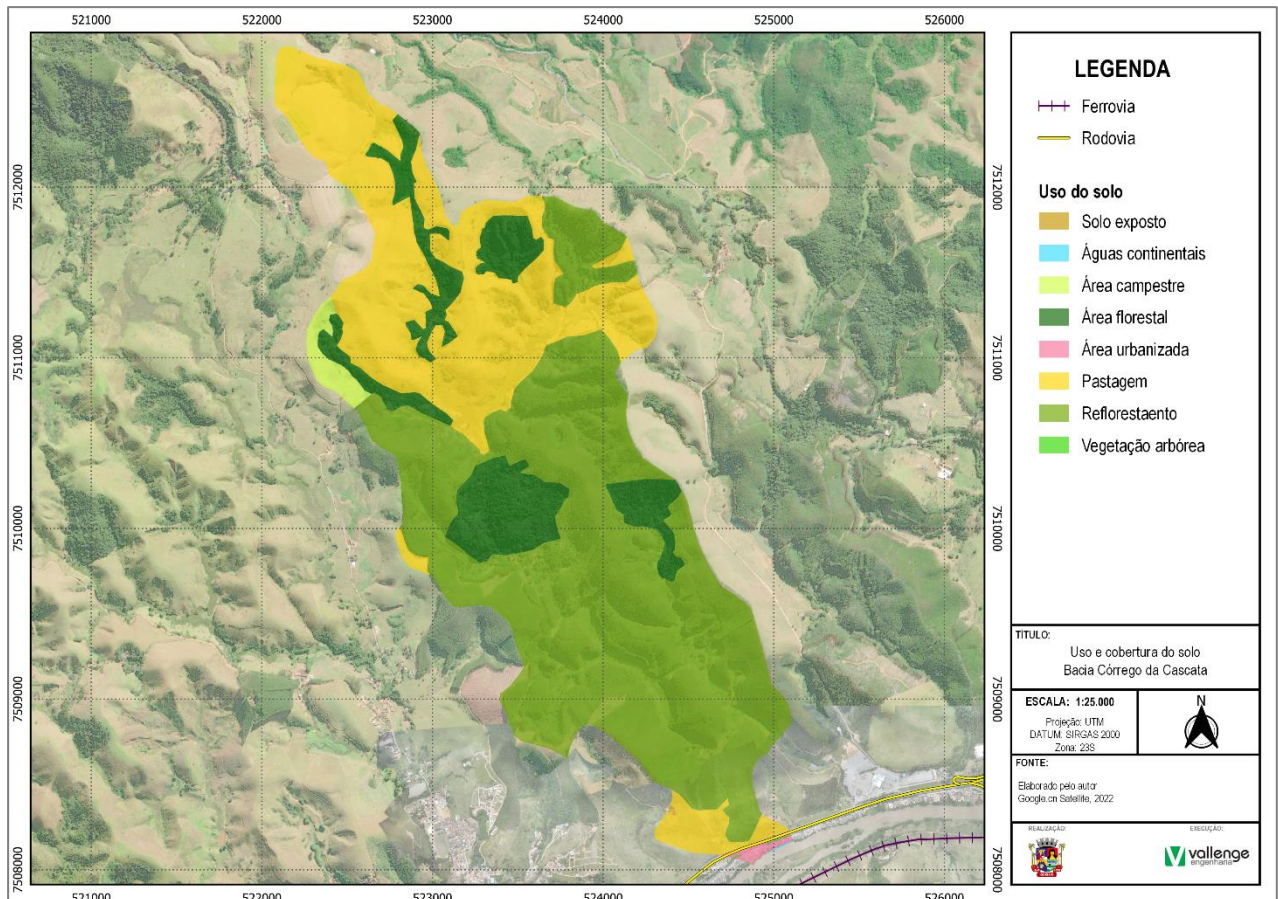 521000 522000 523000 524000 525000 526000
7512000 7512000
7511000 7511000
7510000 7510000
7509000 7509000
7508000 7508000
521000 522000 523000 524000 525000 526000
LEGENDA
Ferrovia
Rodovia
Uso do solo
Solo exposto
Águas continentais
Área campestre
Área florestal
Área urbanizada
Pastagem
Reflorestaento
Vegetação arbórea
TÍTULO:
Uso e cobertura do solo
Bacia Córrego da Cascata
ESCALA: 1:25.000
Projeção: UTM
DATUM: SIRGAS 2000
Zona: 23S
N
FONTE:
Elaborado pelo autor
Google.cn Satellite, 2022
REALIZAÇÃO:
EXECUÇÃO:
vallenge
engenharia